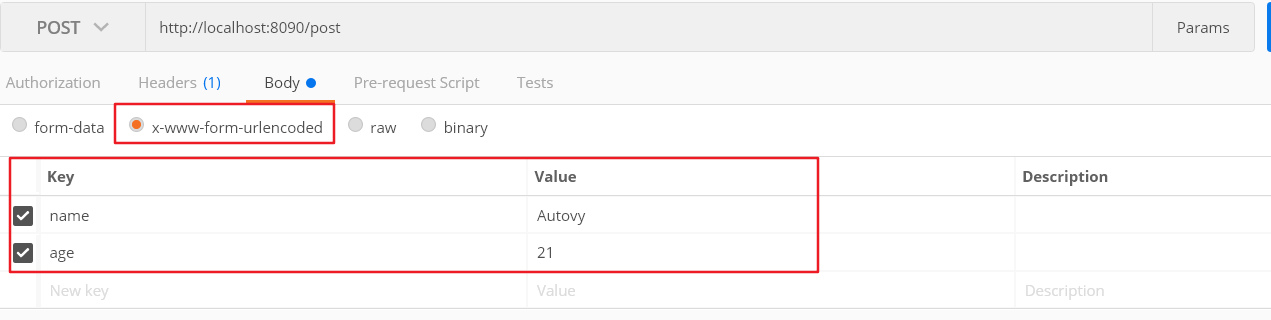 POST http://localhost:8090/post Params
Authorization Headers (1) Body Pre-request Script Tests
form-data x-www-form-urlencoded raw binary
Key Value Description
name Autovy
age 21
New key Value Description